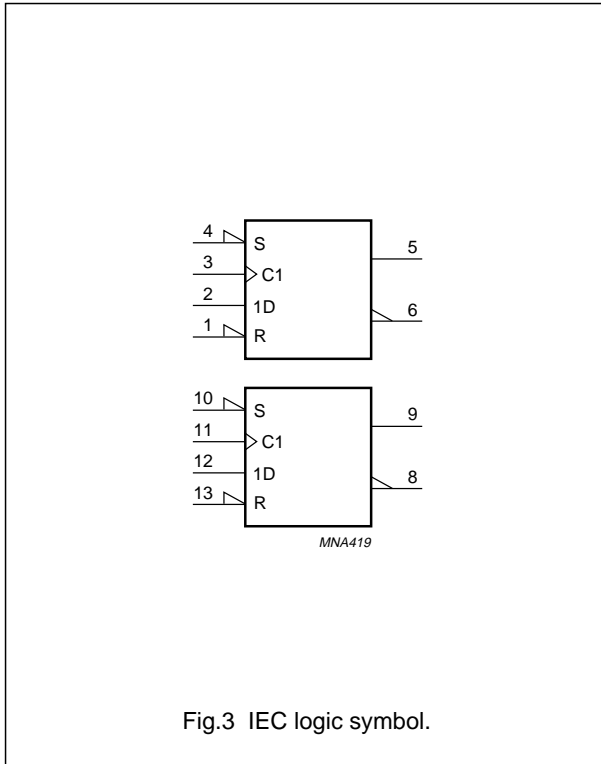 4 S 5
3 C1
2 1D 6
1 R
10 S 9
11 C1
12 1D 8
13 R
MNA419
Fig.3 IEC logic symbol.